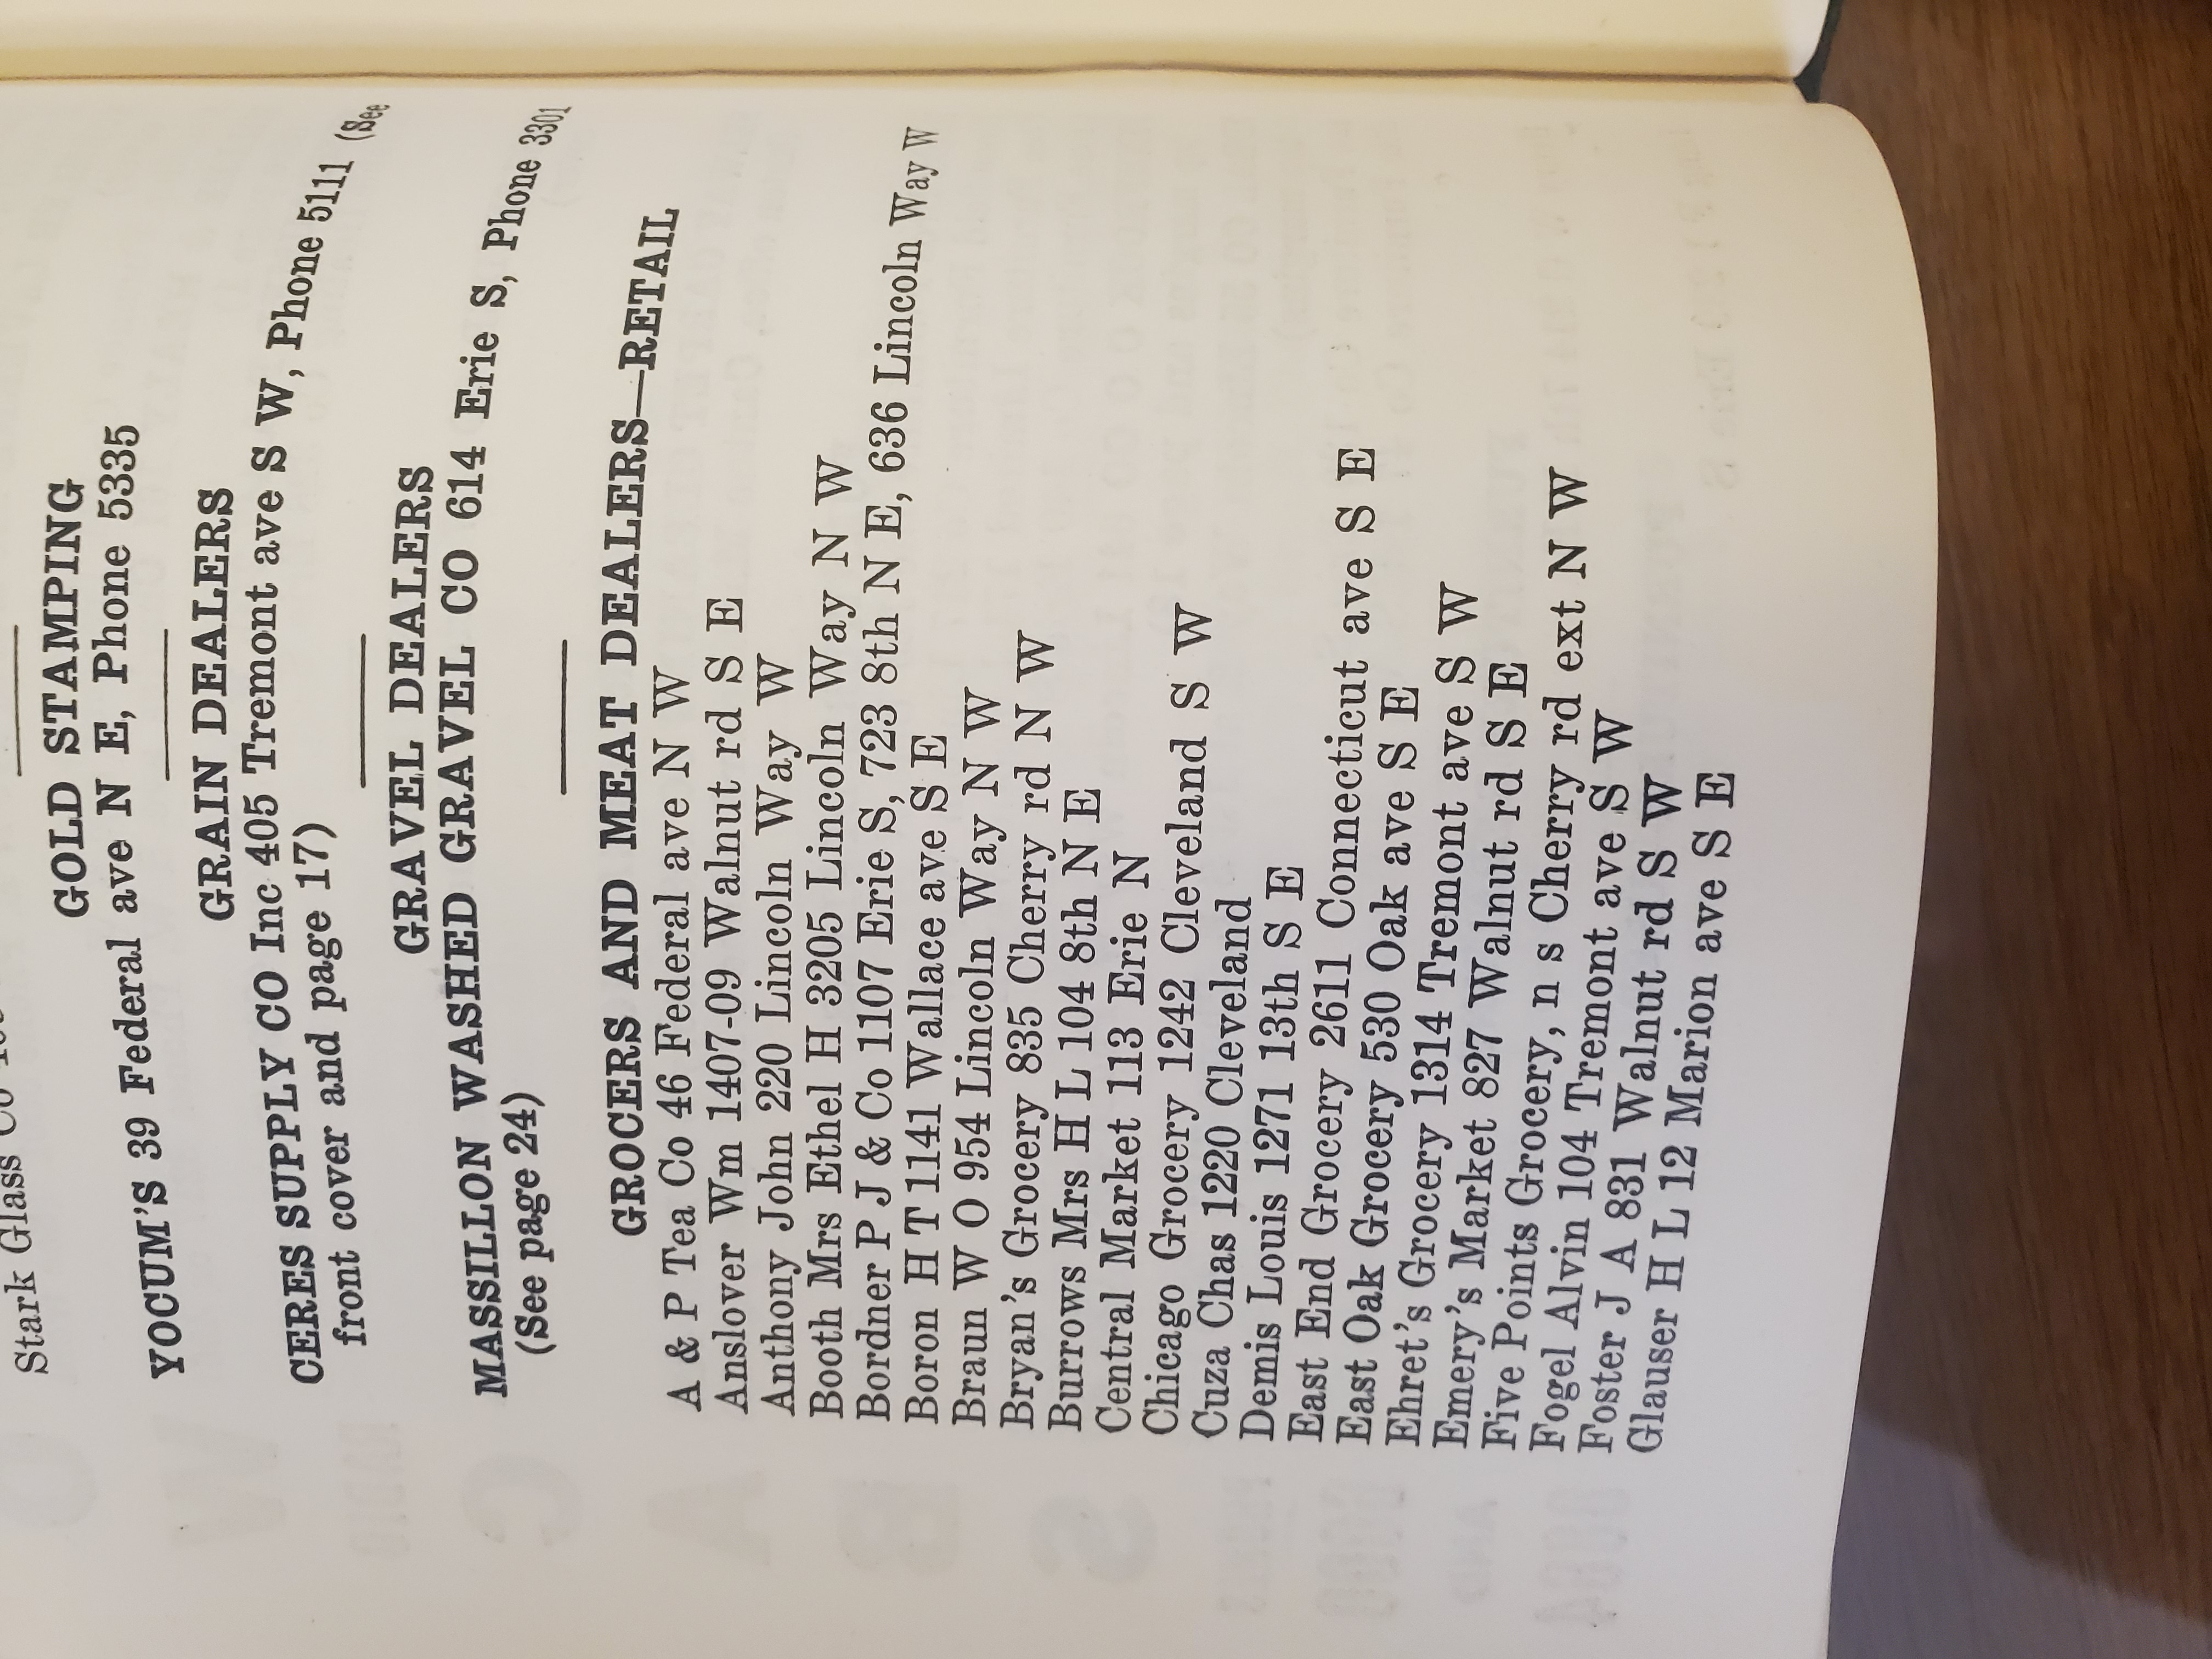 Stark Glass Co
GOLD STAMPING
YOCUM'S 39 Federal ave N E, Phone 5335
GRAIN DEALERS
CERES SUPPLY CO Inc 405 Tremont ave S W, Phone 5111 (See
front cover and page 17)
GRAVEL DEALERS
MASSILLON WASHED GRAVEL CO 614 Erie S, Phone 3301
(See page 24)
GROCERS AND MEAT DEALERS—RETAIL
A & P Tea Co 46 Federal ave N W
Anslover Wm 1407-09 Walnut rd S E
Anthony John 220 Lincoln Way W
Booth Mrs Ethel H 3205 Lincoln Way N W
Bordner P J & Co 1107 Erie S, 723 8th N E, 636 Lincoln Way W
Boron H T 1141 Wallace ave S E
Braun W O 954 Lincoln Way N W
Bryan's Grocery 835 Cherry rd N W
Burrows Mrs H L 104 8th N E
Central Market 113 Erie N
Chicago Grocery 1242 Cleveland S W
Cuza Chas 1220 Cleveland
Demis Louis 1271 13th S E
East End Grocery 2611 Connecticut ave S E
East Oak Grocery 530 Oak ave S E
Ehret's Grocery 1314 Tremont ave S W
Emery's Market 827 Walnut rd S E
Five Points Grocery, n s Cherry rd ext N W
Fogel Alvin 104 Tremont ave S W
Foster J A 831 Walnut rd S W
Glauser H L 12 Marion ave S E